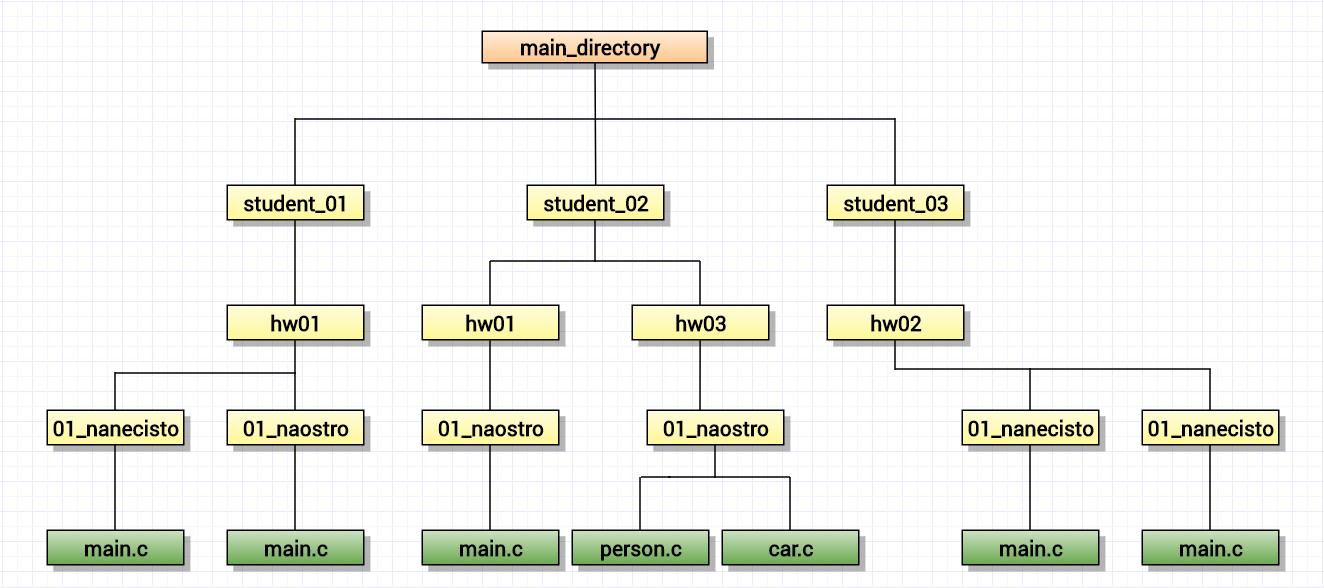 main_directory
student_01
student_02
student_03
hw01
hw01
hw03
hw02
01_nanecisto
01_naostro
01_naostro
01_naostro
01_nanecisto
01_nanecisto
main.c
main.c
main.c
person.c
car.c
main.c
main.c